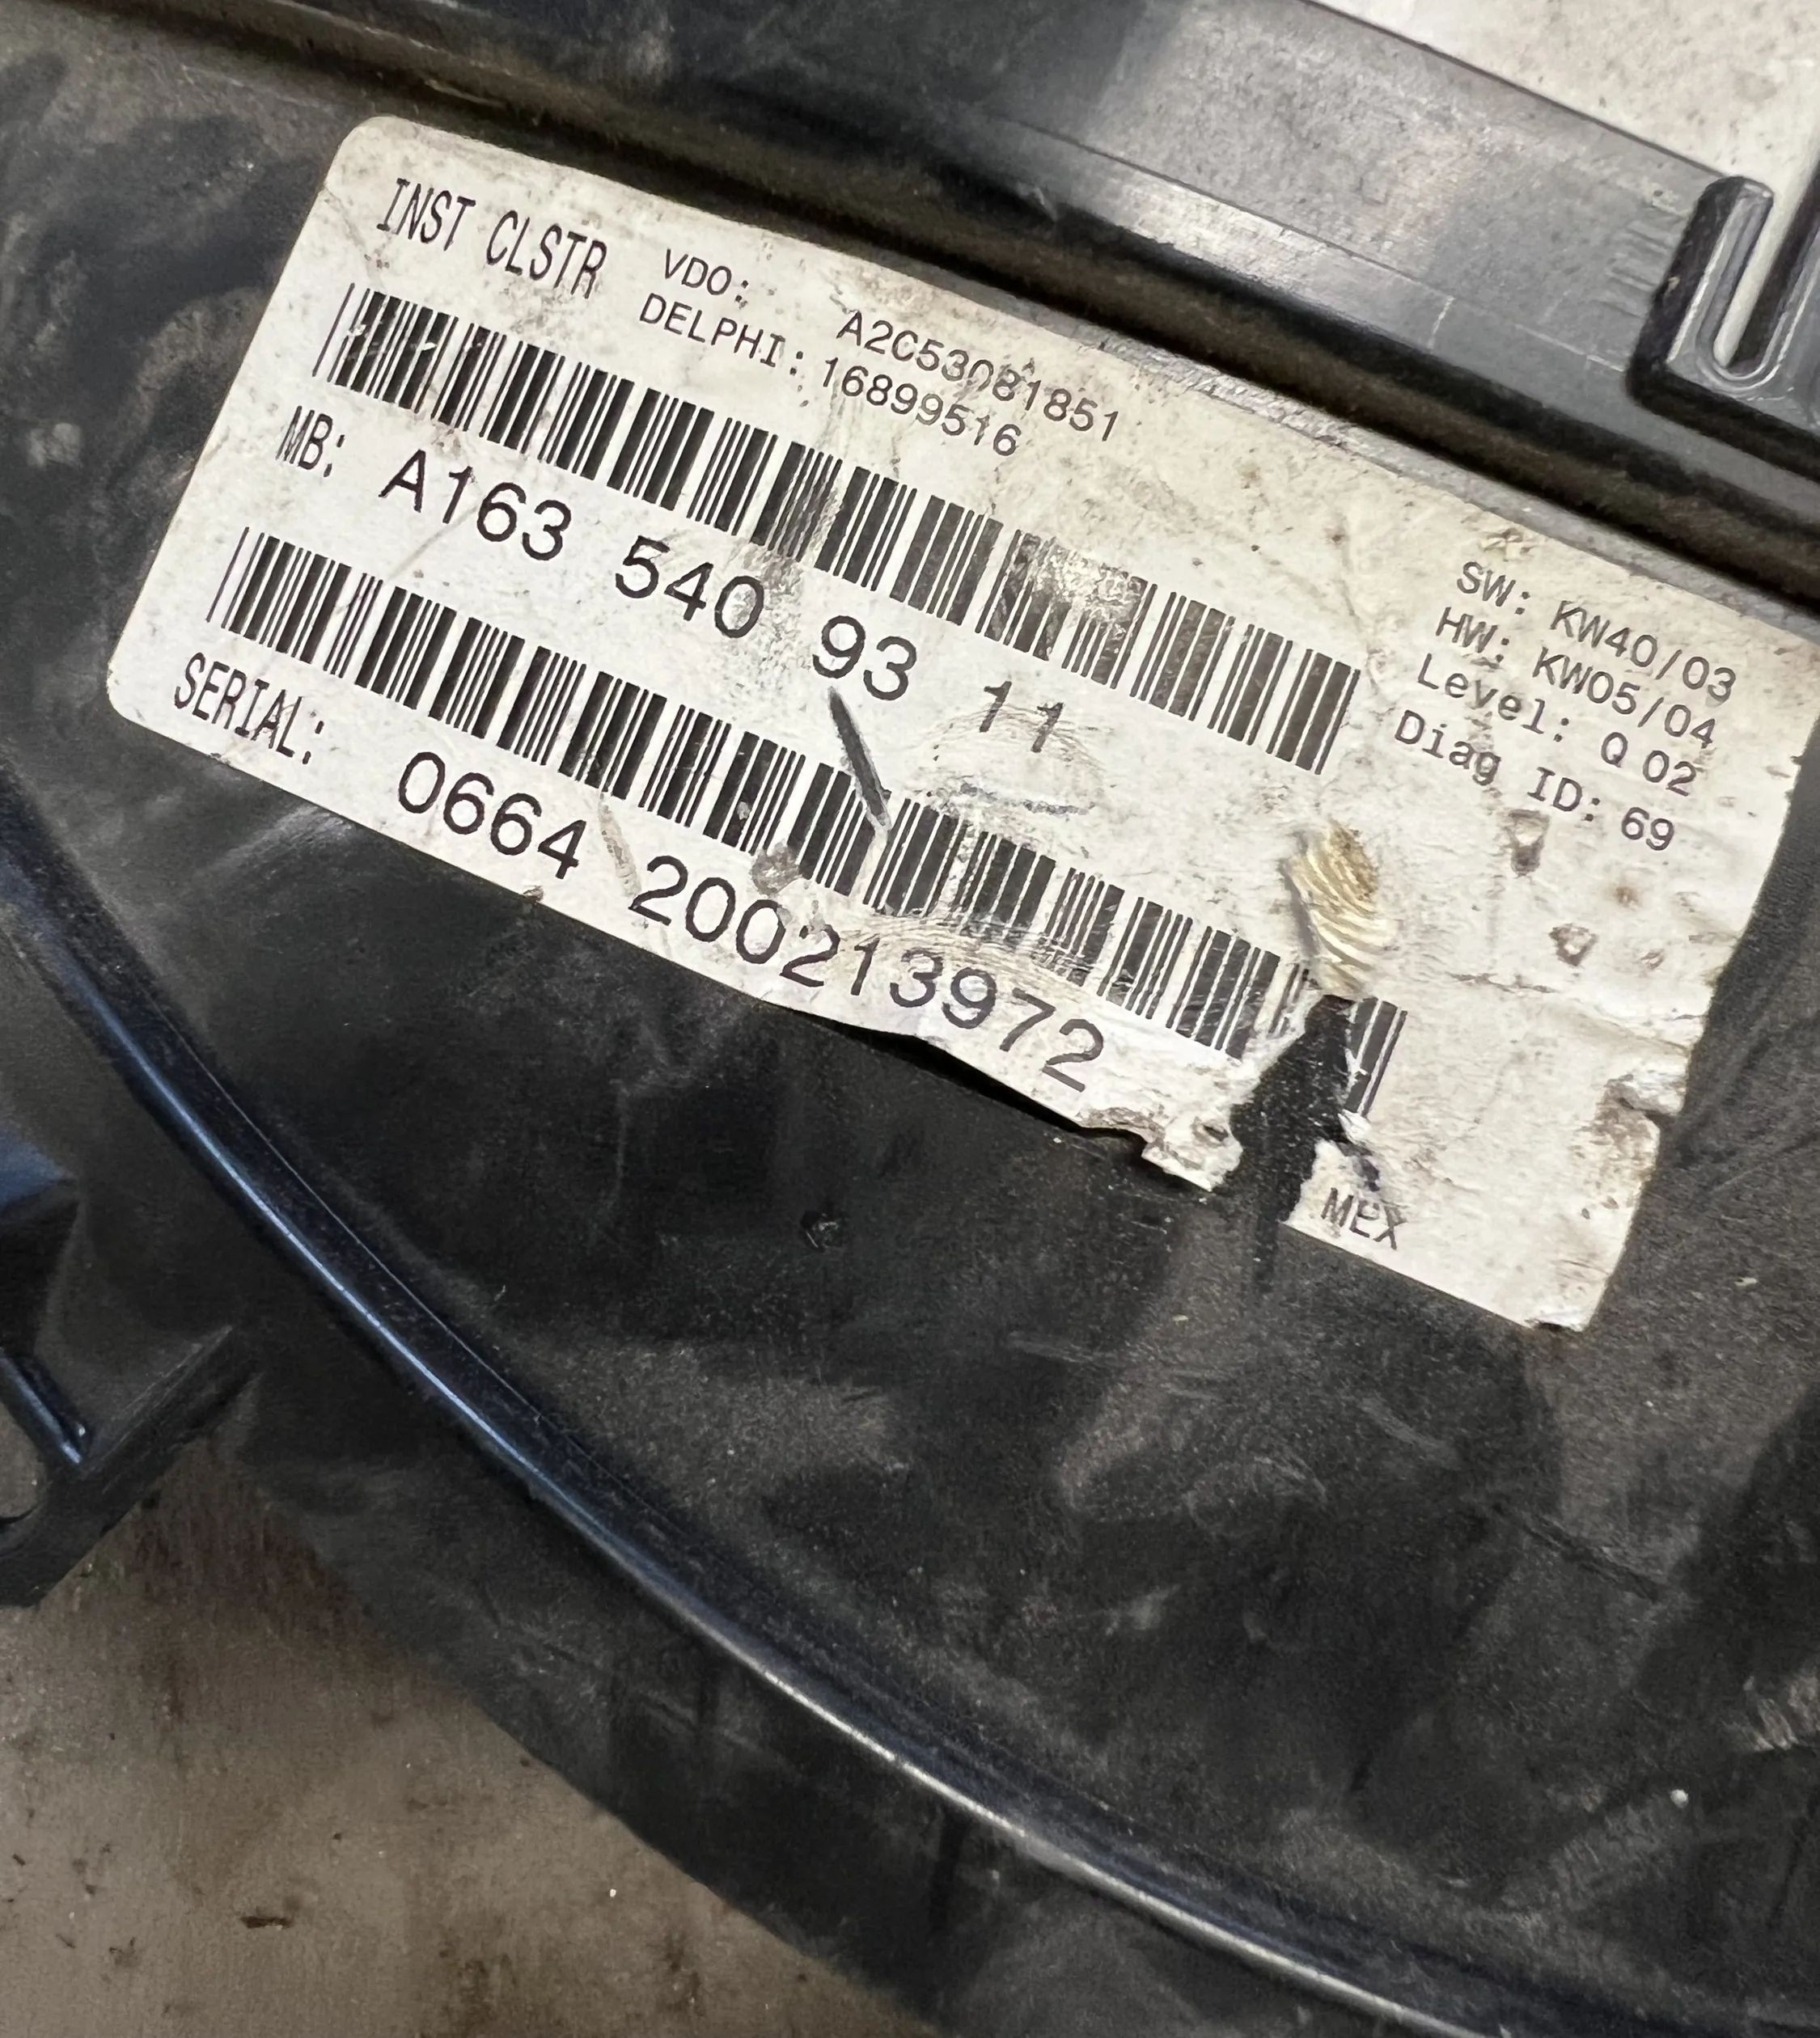 INST CLSTR
VDO: A2C53081851
DELPHI: 16899516
MB: A163 540 93 11
SERIAL: 0664 200213972
SW: KW40/03
HW: KW05/04
Level: Q 02
Diag ID: 69
MEX